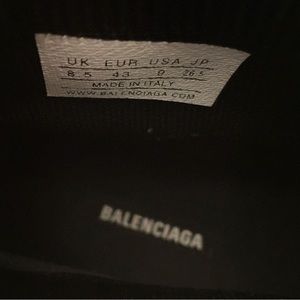 UK EUR USA JP
8.5 43 9 26.5
MADE IN ITALY
WWW.BALENCIAGA.COM
BALENCIAGA